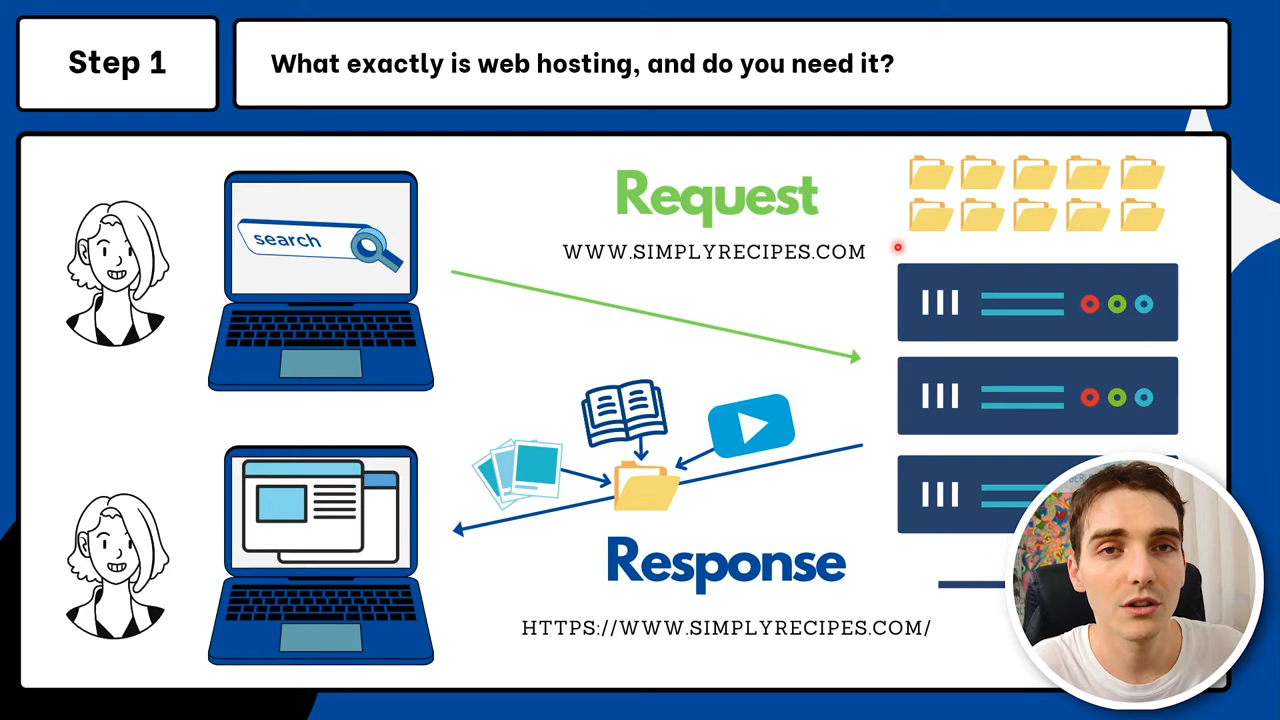 Step 1
What exactly is web hosting, and do you need it?
search
Request
WWW.SIMPLYRECIPES.COM
Response
HTTPS://WWW.SIMPLYRECIPES.COM/